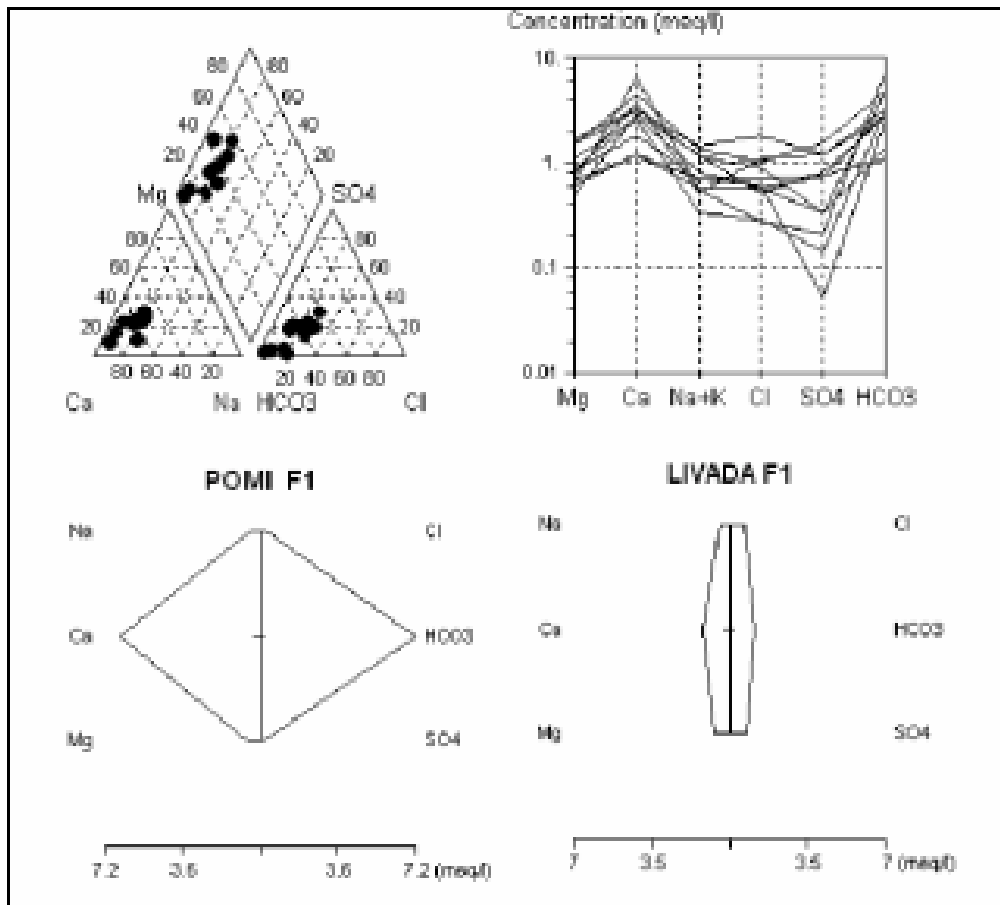 Concentration (meq/l)
80 80
60 60
40 40
20 20
Mg SO4
80 80
60 60
40 40
20 20
80 60 40 20 20 40 60 80
Ca Na HCO3 Cl
10.
1.
0.1
0.01
Mg Ca Na+K Cl SO4 HCO3
POMI F1
Na Cl
Ca HCO3
Mg SO4
7.2 3.6 3.6 7.2 (meq/l)
LIVADA F1
Na Cl
Ca HCO3
Mg SO4
7 3.5 3.5 7 (meq/l)